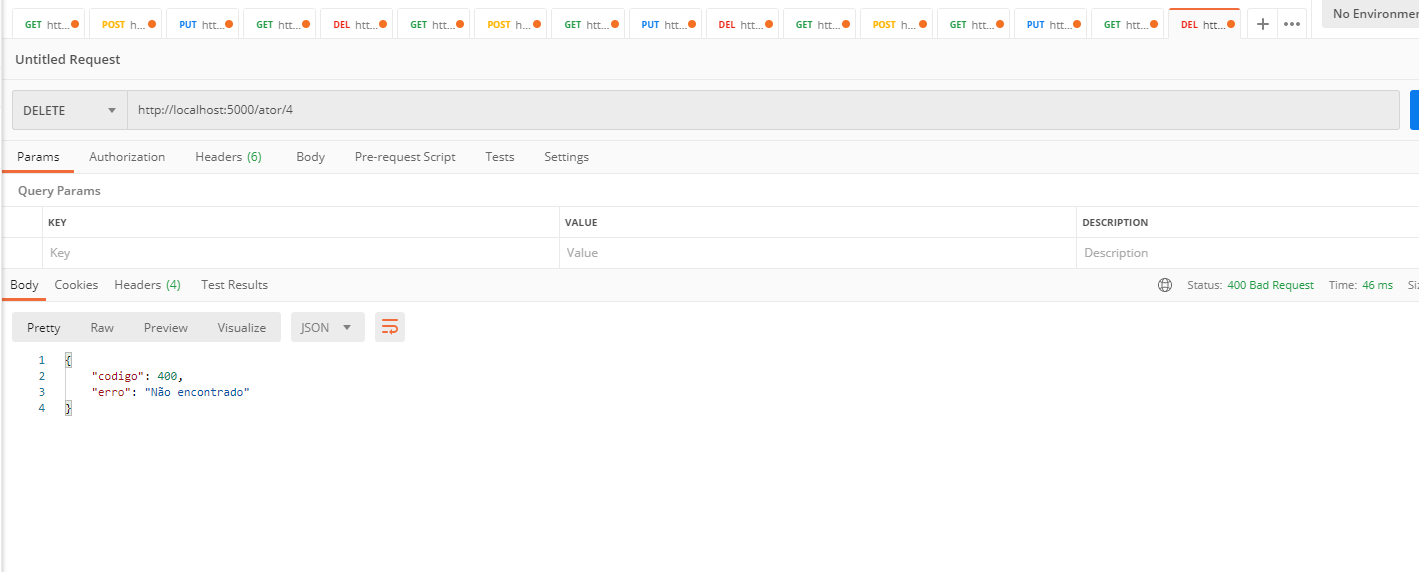 GET htt... POST h... PUT htt... GET htt... DEL htt... GET htt... POST h... GET htt... PUT htt... DEL htt... GET htt... POST h... GET htt... PUT htt... GET htt... DEL htt... + ••• No Environmen
Untitled Request
DELETE http://localhost:5000/ator/4
Params Authorization Headers (6) Body Pre-request Script Tests Settings
Query Params
KEY VALUE DESCRIPTION
Key Value Description
Body Cookies Headers (4) Test Results Status: 400 Bad Request Time: 46 ms Siz
Pretty Raw Preview Visualize JSON
1 {
2 "codigo": 400,
3 "erro": "Não encontrado"
4 }